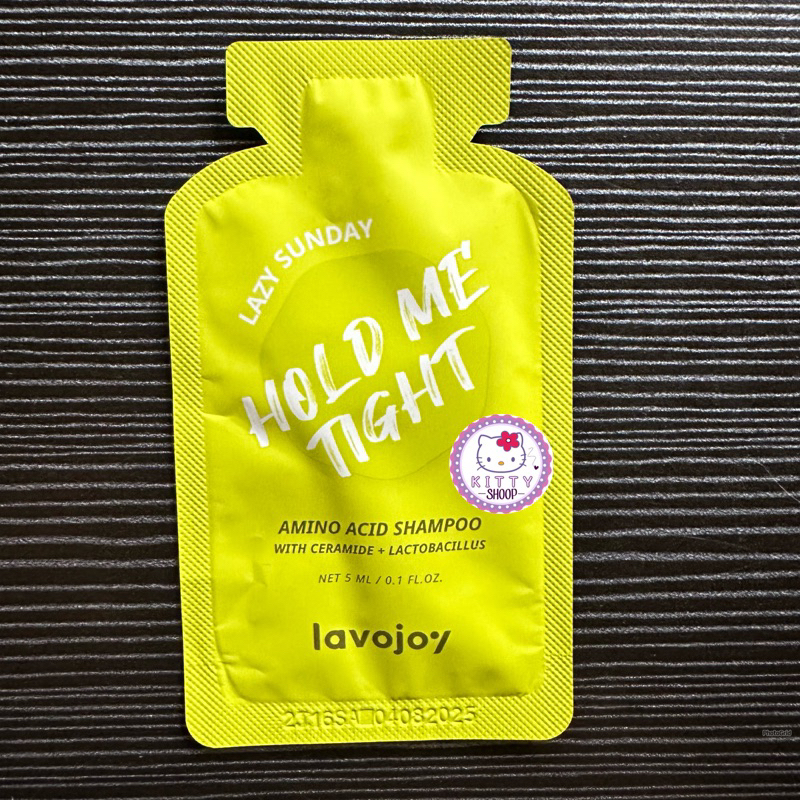 LAZY SUNDAY
HOLD ME
TIGHT
KITTY
SHOOP
AMINO ACID SHAMPOO
WITH CERAMIDE + LACTOBACILLUS
NET 5 ML / 0.1 FL.OZ.
lavojoy
04082025
PhotoGrid